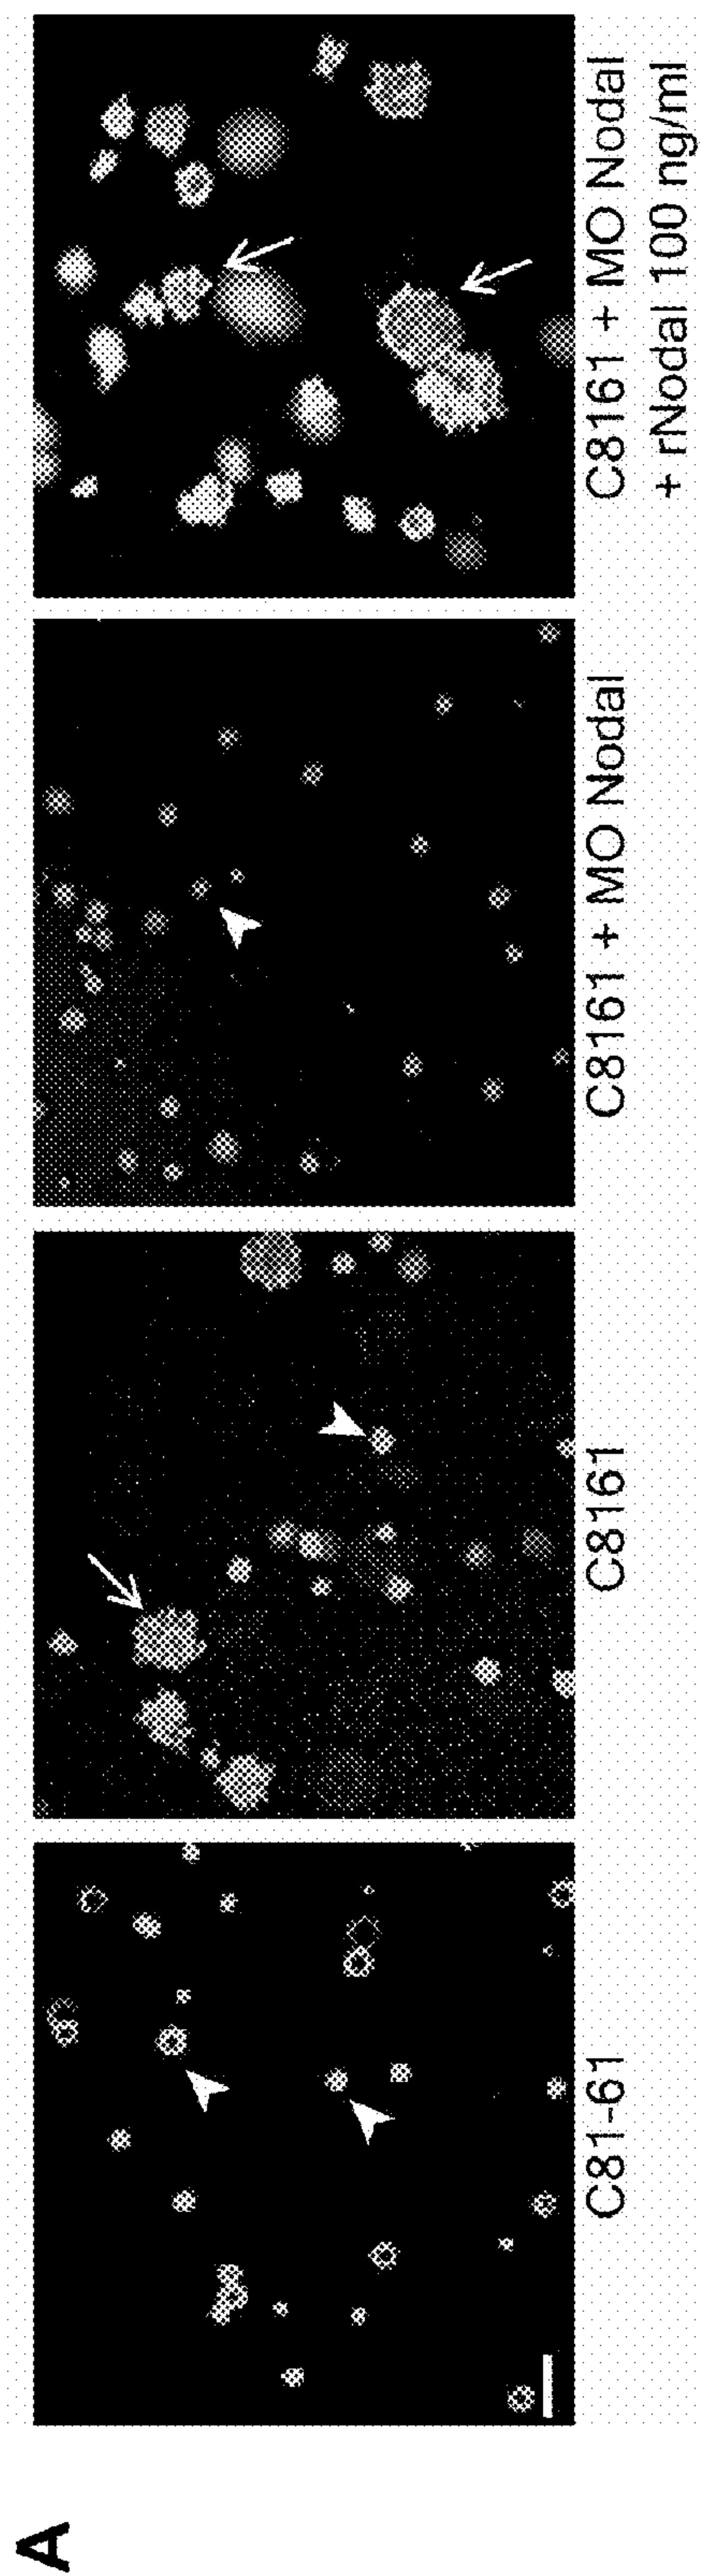 A
C81-61
C8161
C8161 + MO Nodal
C8161 + MO Nodal
+ rNodal 100 ng/ml